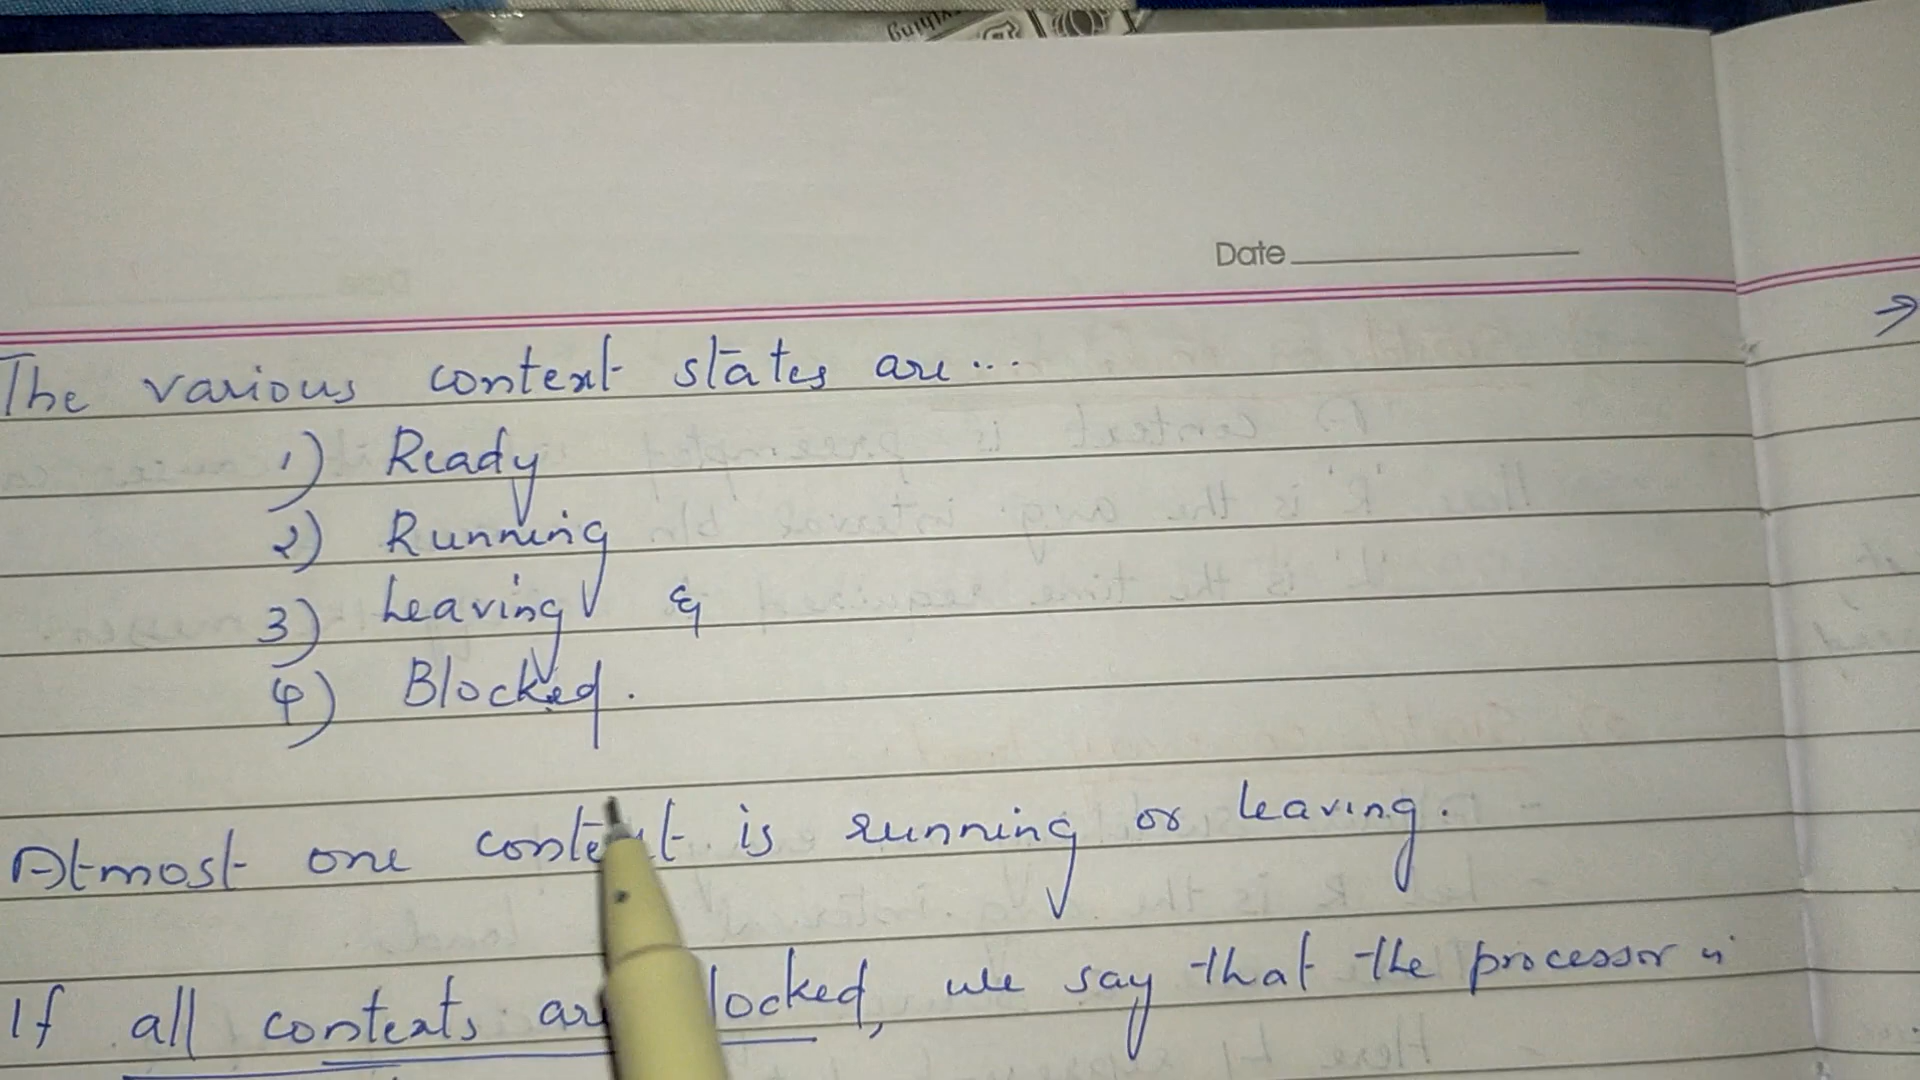 Date
The various context states are...
1) Ready
2) Running
3) Leaving &
4) Blocked.
Atmost one context is running or leaving.
If all contexts are blocked, we say that the processor is